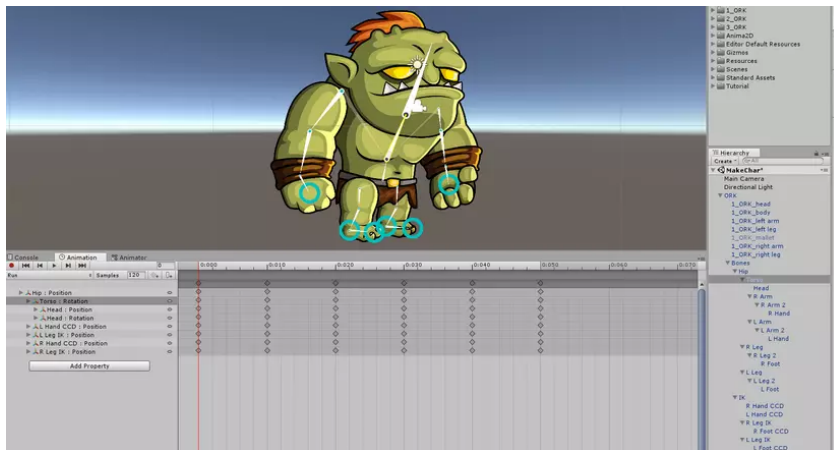 1_ORK
2_ORK
3_ORK
Anima2D
Editor Default Resources
Gizmos
Resources
Scenes
Standard Assets
Tutorial
Hierarchy
Create
All
MakeChar*
Main Camera
Directional Light
ORK
1_ORK_head
1_ORK_body
1_ORK_left arm
1_ORK_left leg
1_ORK_mallet
1_ORK_right arm
1_ORK_right leg
Bones
Hip
Torso
Head
R Arm
R Arm 2
R Hand
L Arm
L Arm 2
L Hand
R Leg
R Leg 2
R Foot
L Leg
L Leg 2
L Foot
IK
R Hand CCD
L Hand CCD
R Leg IK
R Foot CCD
L Leg IK
L Foot CCD
Console Animation Animator
0:000 0:010 0:020 0:030 0:040 0:050 0:060 0:070
Run Samples 120
Hip : Position
Torso : Rotation
Head : Position
Head : Rotation
L Hand CCD : Position
L Leg IK : Position
R Hand CCD : Position
R Leg IK : Position
Add Property